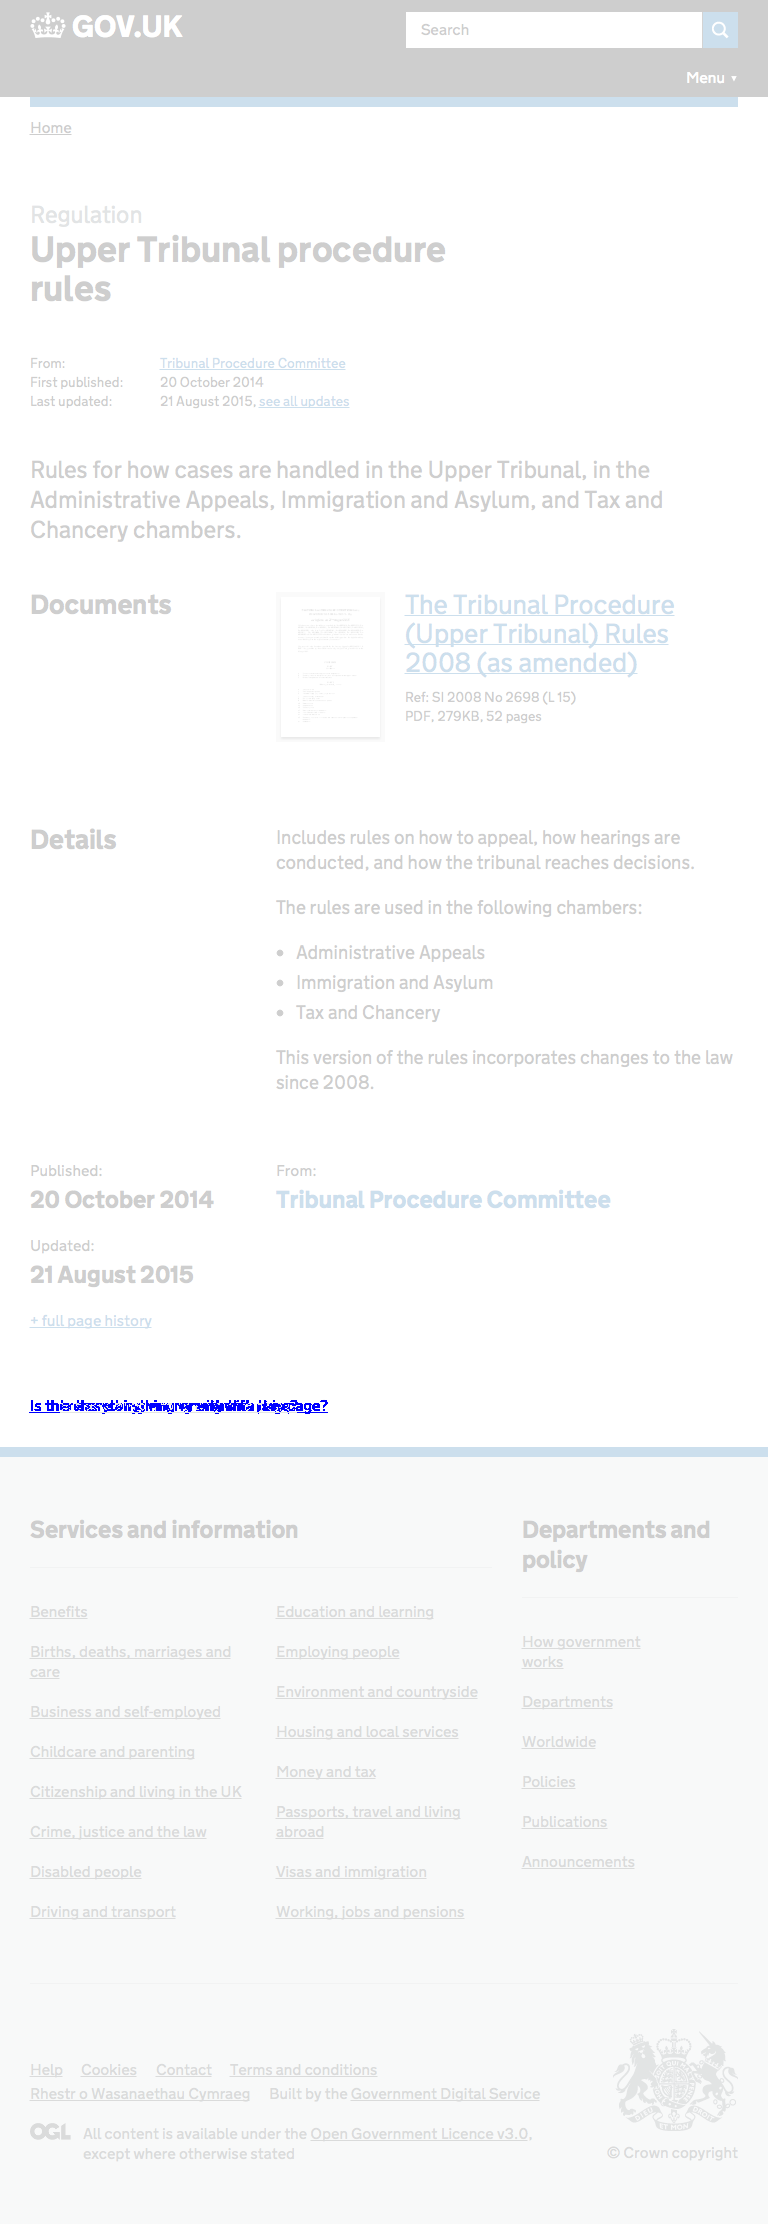 GOV.UK
Search
Menu ▼
Home
Regulation
Upper Tribunal procedure
rules
From: Tribunal Procedure Committee
First published: 20 October 2014
Last updated: 21 August 2015, see all updates
Rules for how cases are handled in the Upper Tribunal, in the
Administrative Appeals, Immigration and Asylum, and Tax and
Chancery chambers.
Documents
The Tribunal Procedure
(Upper Tribunal) Rules
2008 (as amended)
Ref: SI 2008 No 2698 (L 15)
PDF, 279KB, 52 pages
Details
Includes rules on how to appeal, how hearings are
conducted, and how the tribunal reaches decisions.
The rules are used in the following chambers:
• Administrative Appeals
• Immigration and Asylum
• Tax and Chancery
This version of the rules incorporates changes to the law
since 2008.
Published: From:
20 October 2014 Tribunal Procedure Committee
Updated:
21 August 2015
+ full page history
Services and information
Benefits
Births, deaths, marriages and
care
Business and self-employed
Childcare and parenting
Citizenship and living in the UK
Crime, justice and the law
Disabled people
Driving and transport
Education and learning
Employing people
Environment and countryside
Housing and local services
Money and tax
Passports, travel and living
abroad
Visas and immigration
Working, jobs and pensions
Departments and
policy
How government
works
Departments
Worldwide
Policies
Publications
Announcements
Help Cookies Contact Terms and conditions
Rhestr o Wasanaethau Cymraeg Built by the Government Digital Service
OGL All content is available under the Open Government Licence v3.0,
except where otherwise stated
© Crown copyright